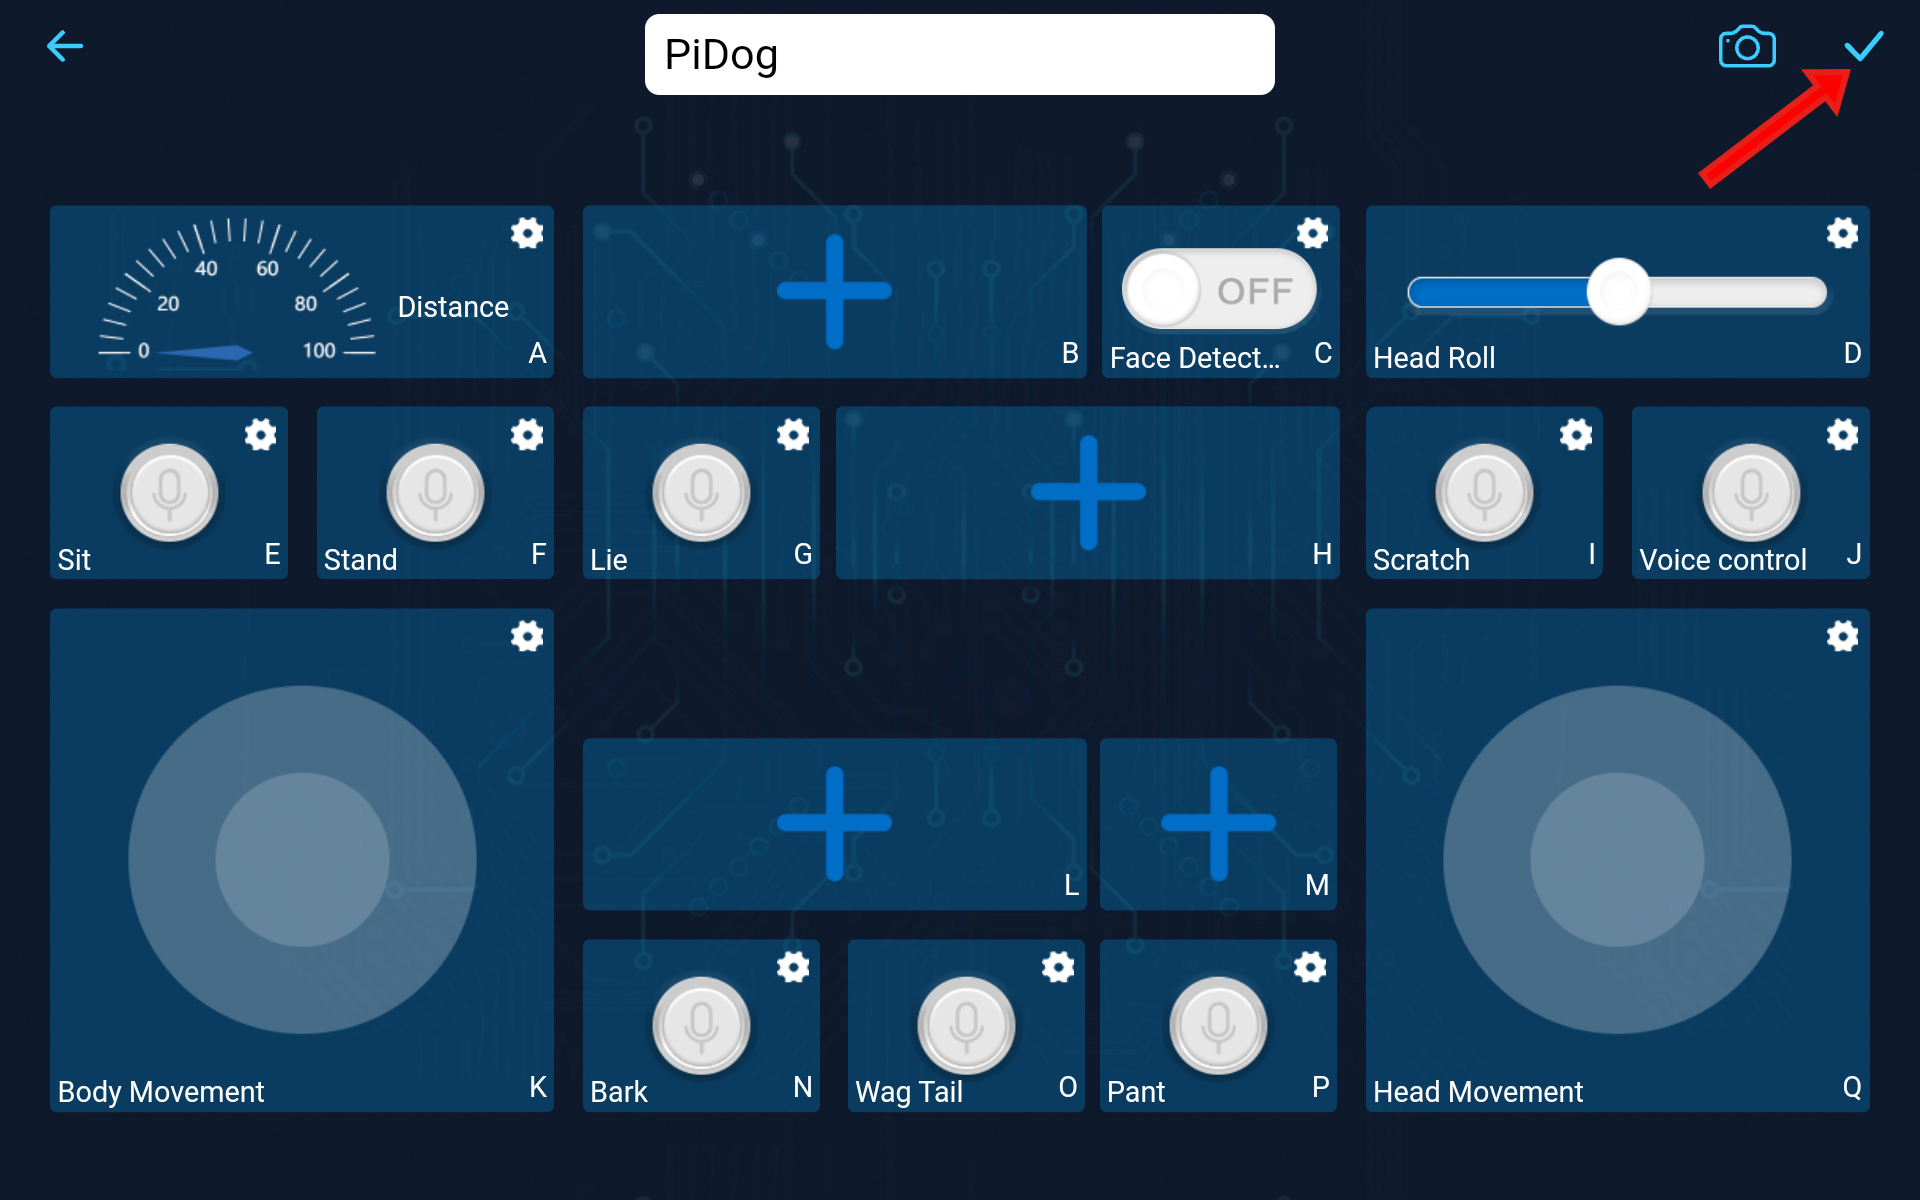 PiDog
40 60
20 80
0 100
Distance
A
B
OFF
Face Detect...
C
Head Roll
D
Sit
E
Stand
F
Lie
G
H
Scratch
I
Voice control
J
Body Movement
K
L
M
Bark
N
Wag Tail
O
Pant
P
Head Movement
Q